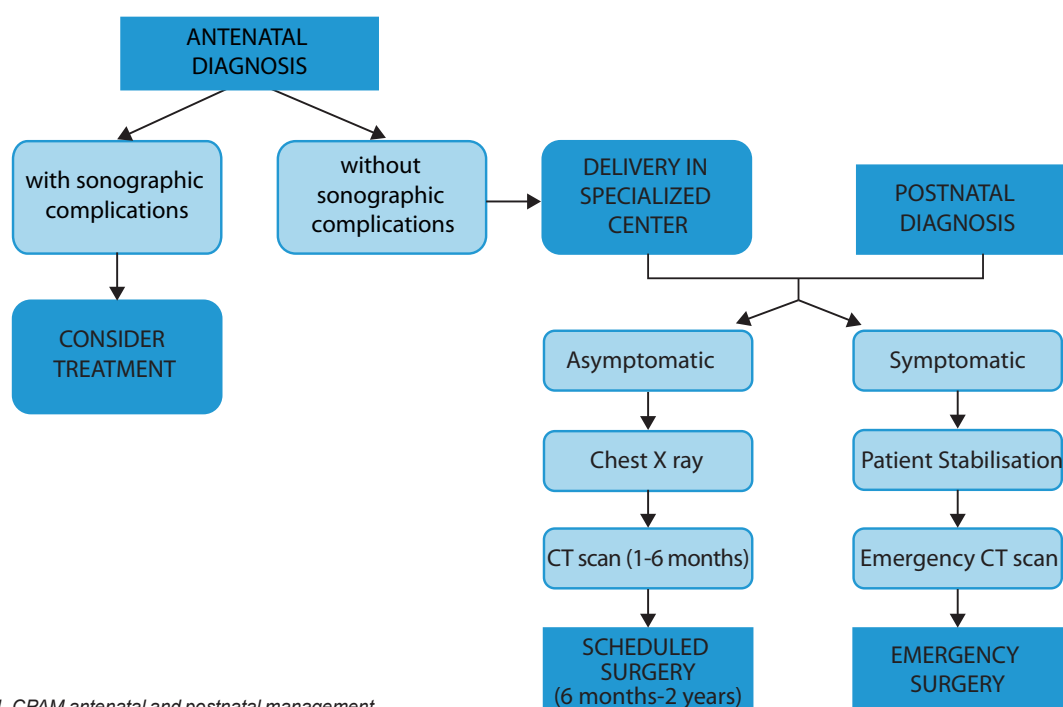 ANTENATAL
DIAGNOSIS
with sonographic
complications
without
sonographic
complications
DELIVERY IN
SPECIALIZED
CENTER
POSTNATAL
DIAGNOSIS
CONSIDER
TREATMENT
Asymptomatic
Symptomatic
Chest X ray
Patient Stabilisation
CT scan (1-6 months)
Emergency CT scan
SCHEDULED
SURGERY
(6 months-2 years)
EMERGENCY
SURGERY
CPAM antenatal and postnatal management